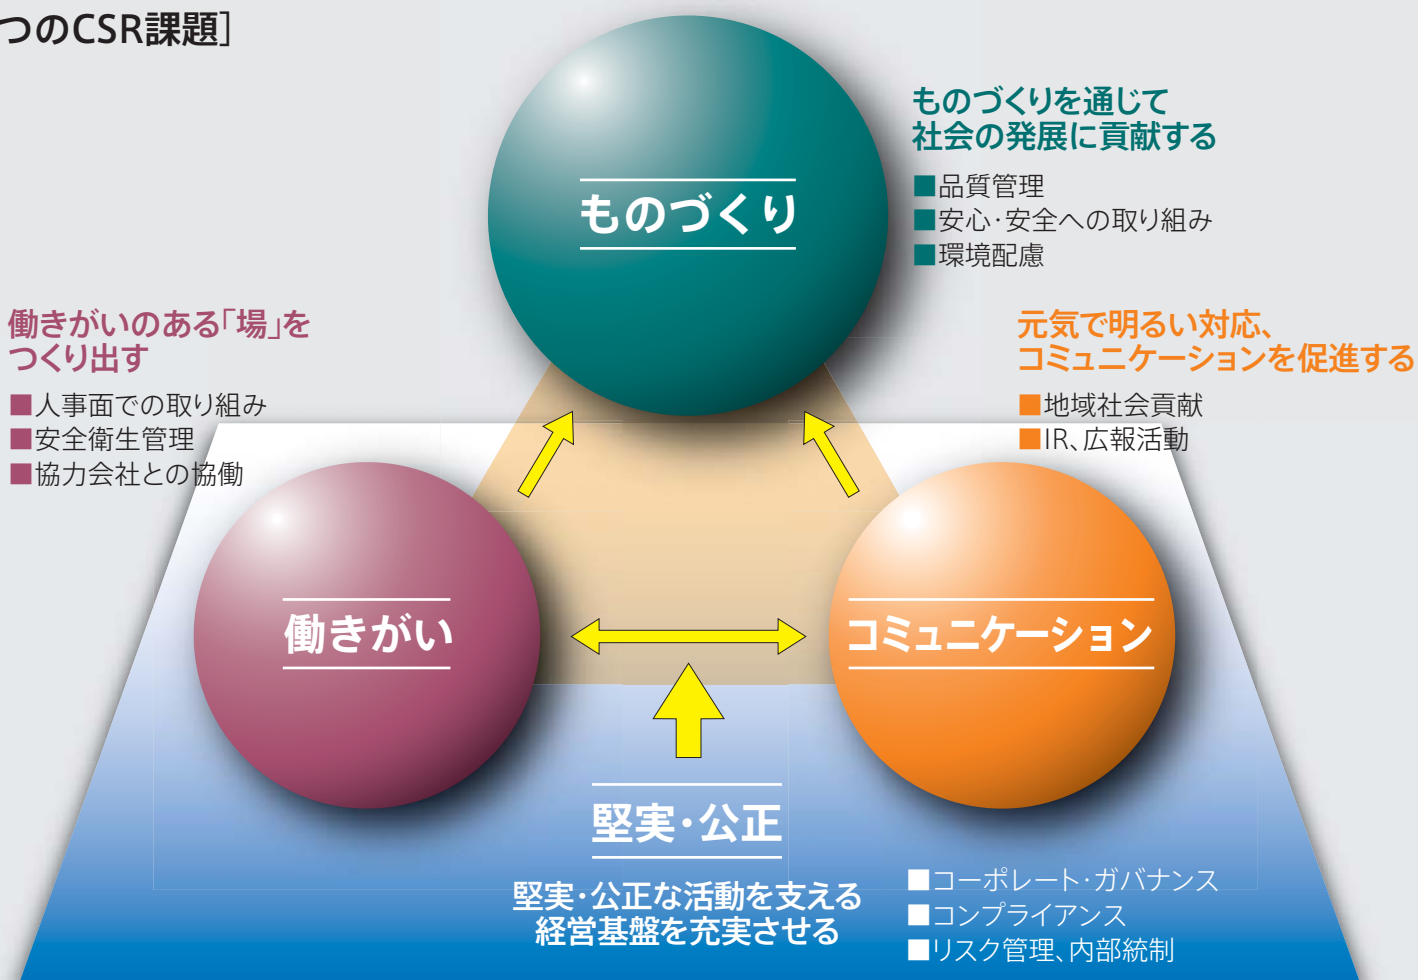 つのCSR課題]
ものづくり
ものづくりを通じて
社会の発展に貢献する
■品質管理
■安心・安全への取り組み
■環境配慮
働きがいのある「場」を
つくり出す
■人事面での取り組み
■安全衛生管理
■協力会社との協働
元気で明るい対応、
コミュニケーションを促進する
■地域社会貢献
■IR、広報活動
働きがい
コミュニケーション
堅実・公正
堅実・公正な活動を支える
経営基盤を充実させる
■コーポレート・ガバナンス
■コンプライアンス
■リスク管理、内部統制